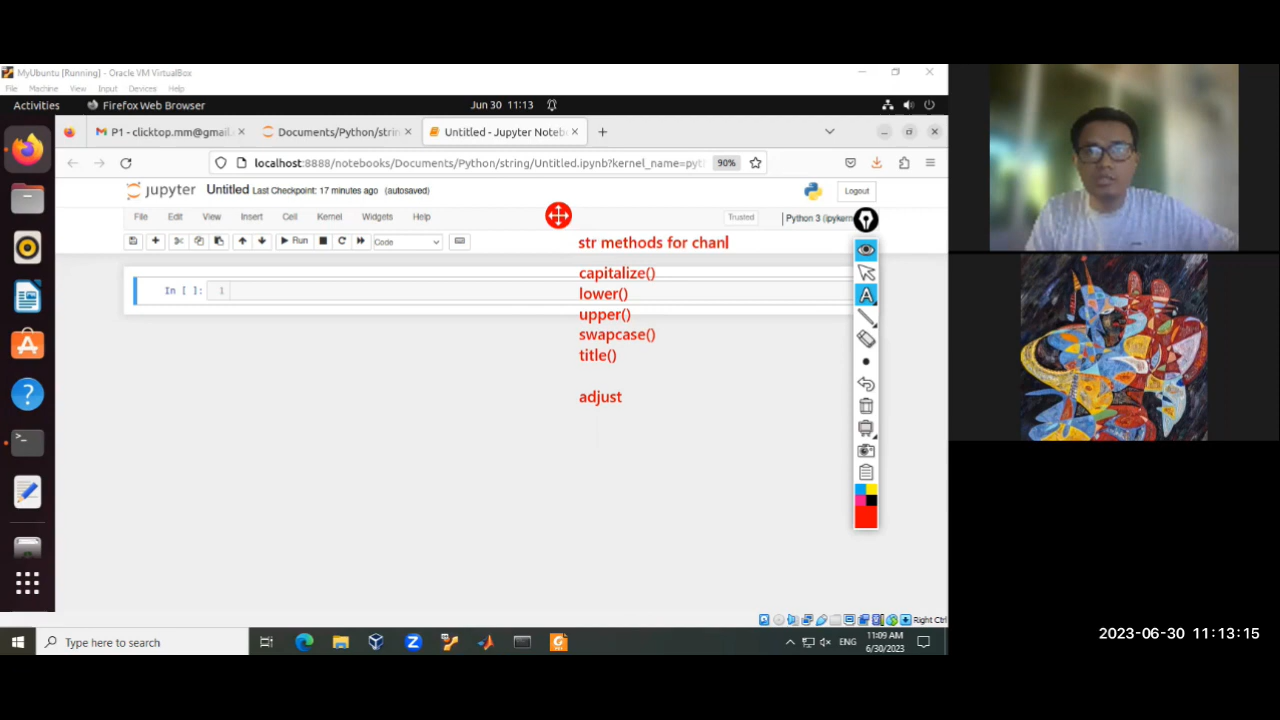 MyUbuntu [Running] - Oracle VM VirtualBox
File Machine View Input Devices Help
Activities Firefox Web Browser Jun 30 11:13
P1 - clicktop.mm@gmail. Documents/Python/strin Untitled - Jupyter Noteb
localhost:8888/notebooks/Documents/Python/string/Untitled.ipynb?kernel_name=pyt 90%
jupyter Untitled Last Checkpoint: 17 minutes ago (autosaved) Logout
File Edit View Insert Cell Kernel Widgets Help Trusted Python 3 (ipykern
Run Code
str methods for chanl
capitalize()
In [ ]: 1
lower()
upper()
swapcase()
title()
adjust
A
Right Ctrl
Type here to search
ENG
11:09 AM
6/30/2023
2023-06-30 11:13:15